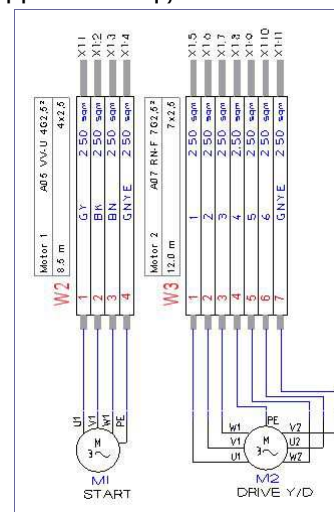 X1:1 X1:2 X1:3 X1:4
X1:5 X1:6 X1:7 X1:8 X1:9 X1:10 X1:11
W2
Motor 1 A05 VV-U 4G2,5²
8.5 m 4x2,5
1 GY 2.50 sqm
2 BK 2.50 sqm
3 BN 2.50 sqm
4 GNYE 2.50 sqm
W3
Motor 2 A07 RN-F 7G2,5²
12.0 m 7x2,5
1 1 2.50 sqm
2 2 2.50 sqm
3 3 2.50 sqm
4 4 2.50 sqm
5 5 2.50 sqm
6 6 2.50 sqm
7 GNYE 2.50 sqm
U1 V1 W1 PE
M
3~
M1
START
W1 PE V2
V1 U2
U1 W2
M
3~
M2
DRIVE Y/D